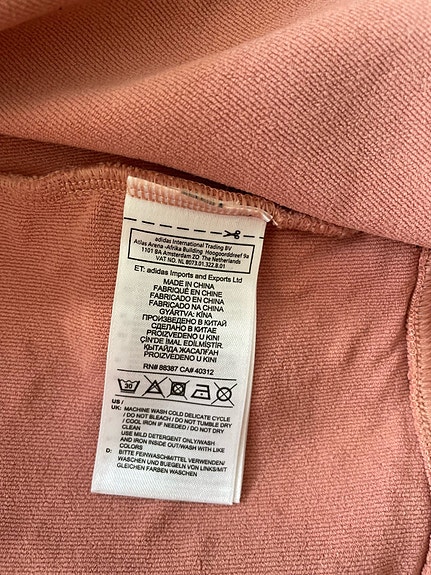 adidas International Trading BV
Atlas Arena -Afrika Building Hoogoorddreef 9a
1101 BA Amsterdam ZO The Netherlands
VAT NO. NL 8073.01.322.B.01
ET: adidas Imports and Exports Ltd
MADE IN CHINA
FABRIQUÉ EN CHINE
FABRICADO EN CHINA
FABRICADO NA CHINA
GYÁRTVA: KÍNA
ПРОИЗВЕДЕНО В КИТАЙ
СДЕЛАНО В КИТАЕ
PROIZVEDENO U KINI
ÇIN'DE İMAL EDİLMİŞTİR.
ҚЫТАЙДА ЖАСАЛҒАН
PROIZVEDENO U KINI
RN# 88387 CA# 40312
30
US /
UK: MACHINE WASH COLD DELICATE CYCLE
/ DO NOT BLEACH / DO NOT TUMBLE DRY
/ COOL IRON IF NEEDED / DO NOT DRY
CLEAN
USE MILD DETERGENT ONLY/WASH
AND IRON INSIDE OUT/WASH WITH LIKE
COLORS
D: BITTE FEINWASCHMITTEL VERWENDEN/
WASCHEN UND BUEGELN VON LINKS/MIT
GLEICHEN FARBEN WASCHEN